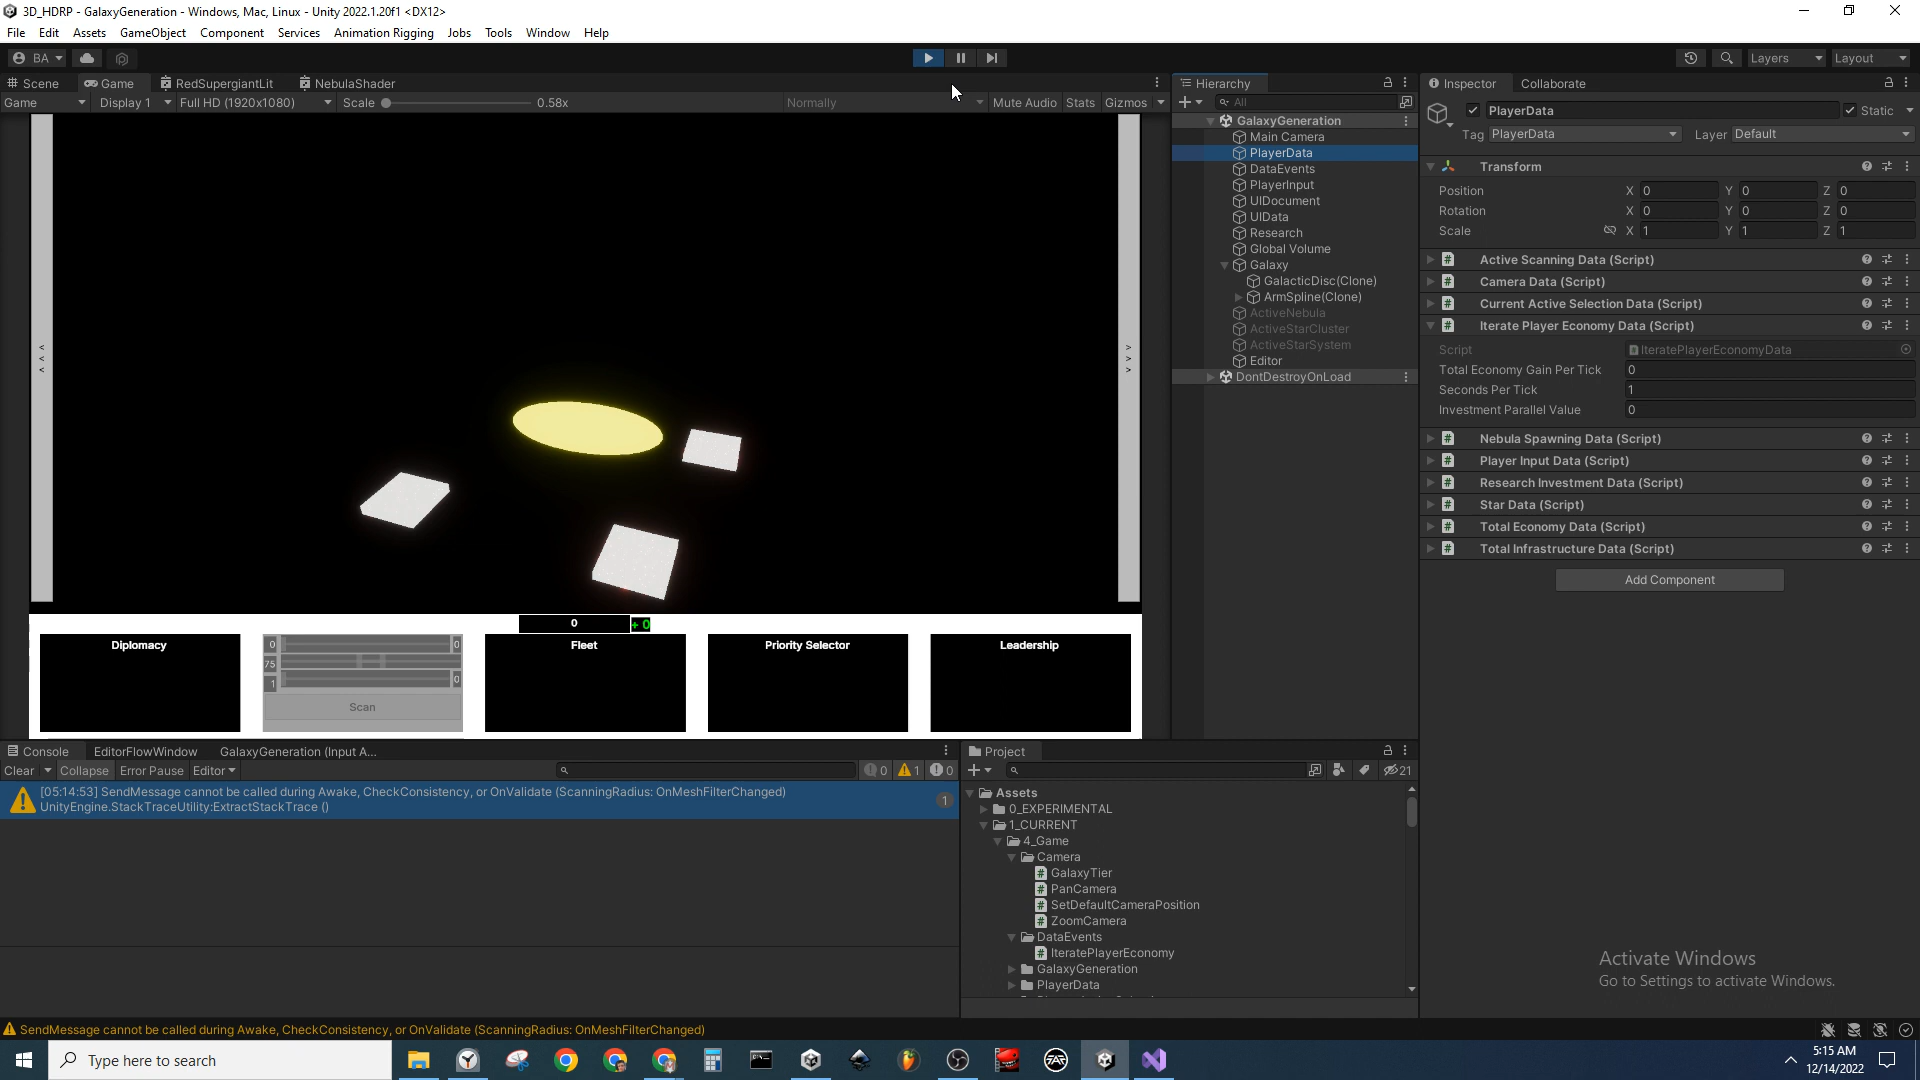 3D_HDRP - GalaxyGeneration - Windows, Mac, Linux - Unity 2022.1.20f1 <DX12>
File Edit Assets GameObject Component Services Animation Rigging Jobs Tools Window Help
BA Layers Layout
Scene Game RedSupergiantLit NebulaShader
Game Display 1 Full HD (1920x1080) Scale 0.58x Normally Mute Audio Stats Gizmos
<
<
<
>
>
>
0 + 0
Diplomacy
0 0
75
1 0
Scan
Fleet
Priority Selector
Leadership
Hierarchy
All
GalaxyGeneration
Main Camera
PlayerData
DataEvents
PlayerInput
UIDocument
UIData
Research
Global Volume
Galaxy
GalacticDisc(Clone)
ArmSpline(Clone)
ActiveNebula
ActiveStarCluster
ActiveStarSystem
Editor
DontDestroyOnLoad
Inspector Collaborate
PlayerData Static
Tag PlayerData Layer Default
Transform
Position X 0 Y 0 Z 0
Rotation X 0 Y 0 Z 0
Scale X 1 Y 1 Z 1
Active Scanning Data (Script)
Camera Data (Script)
Current Active Selection Data (Script)
Iterate Player Economy Data (Script)
Script IteratePlayerEconomyData
Total Economy Gain Per Tick 0
Seconds Per Tick 1
Investment Parallel Value 0
Nebula Spawning Data (Script)
Player Input Data (Script)
Research Investment Data (Script)
Star Data (Script)
Total Economy Data (Script)
Total Infrastructure Data (Script)
Add Component
Console EditorFlowWindow GalaxyGeneration (Input A...
Clear Collapse Error Pause Editor 0 1 0
[05:14:53] SendMessage cannot be called during Awake, CheckConsistency, or OnValidate (ScanningRadius: OnMeshFilterChanged)
UnityEngine.StackTraceUtility:ExtractStackTrace ()
1
Project
21
Assets
0_EXPERIMENTAL
1_CURRENT
4_Game
Camera
GalaxyTier
PanCamera
SetDefaultCameraPosition
ZoomCamera
DataEvents
IteratePlayerEconomy
GalaxyGeneration
PlayerData
Activate Windows
Go to Settings to activate Windows.
SendMessage cannot be called during Awake, CheckConsistency, or OnValidate (ScanningRadius: OnMeshFilterChanged)
Type here to search
5:15 AM
12/14/2022